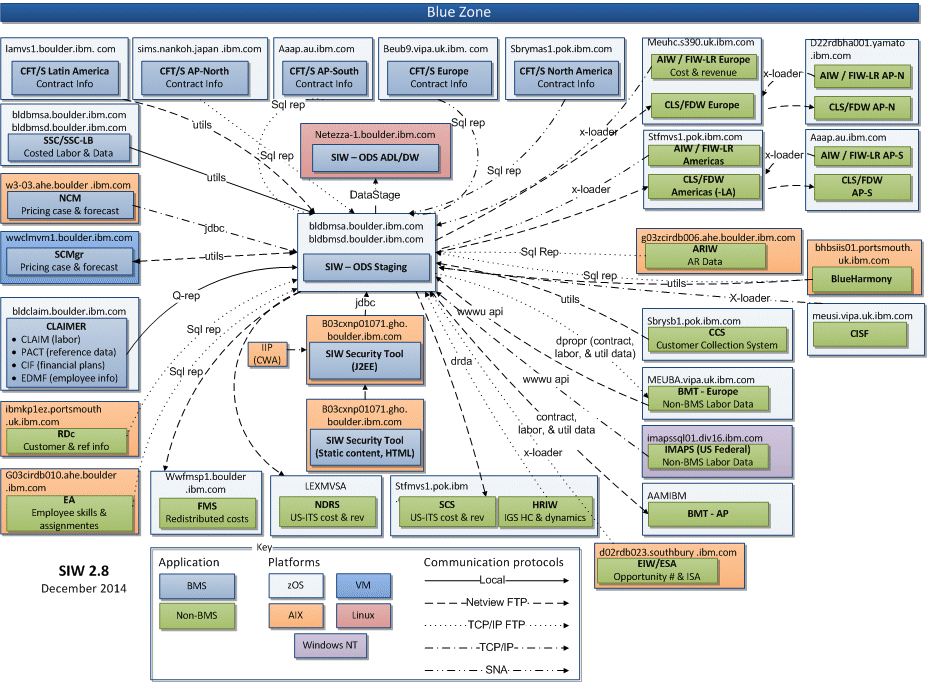 Blue Zone
lamvs1.boulder.ibm. com
CFT/S Latin America
Contract Info
sims.nankoh.japan .ibm.com
CFT/S AP-North
Contract Info
Aaap.au.ibm.com
CFT/S AP-South
Contract Info
Beub9.vipa.uk.ibm. com
CFT/S Europe
Contract Info
Sbrymas1.pok.ibm.com
CFT/S North America
Contract Info
Meuhc.s390.uk.ibm.com
AIW / FIW-LR Europe
Cost & revenue
CLS/FDW Europe
x-loader
D22rdbha001.yamato
.ibm.com
AIW / FIW-LR AP-N
CLS/FDW AP-N
bldbmsa.boulder.ibm.com
bldbmsd.boulder.ibm.com
SSC/SSC-LB
Costed Labor & Data
utils
Sql rep
Sql rep
Netezza-1.boulder.ibm.com
SIW – ODS ADL/DW
Sql rep
Sql rep
x-loader
Stfmvs1.pok.ibm.com
AIW / FIW-LR
Americas
CLS/FDW
Americas (-LA)
x-loader
Aaap.au.ibm.com
AIW / FIW-LR AP-S
CLS/FDW
AP-S
utils
DataStage
x-loader
w3-03.ahe.boulder .ibm.com
NCM
Pricing case & forecast
jdbc
wwclmvm1.boulder.ibm.com
SCMgr
Pricing case & forecast
utils
bldbmsa.boulder.ibm.com
bldbmsd.boulder.ibm.com
SIW – ODS Staging
g03zcirdb006.ahe.boulder.ibm.com
ARIW
AR Data
Sql Rep
bhbsiis01.portsmouth.
uk.ibm.com
BlueHarmony
Sql rep
utils
X-loader
Q-rep
jdbc
wwwu api
utils
bldclaim.boulder.ibm.com
CLAIMER
• CLAIM (labor)
• PACT (reference data)
• CIF (financial plans)
• EDMF (employee info)
Sql rep
Sql rep
B03cxnp01071.gho.
boulder.ibm.com
SIW Security Tool
(J2EE)
IIP
(CWA)
Sbrysb1.pok.ibm.com
CCS
Customer Collection System
meusi.vipa.uk.ibm.com
CISF
dpropr (contract,
labor, & util data)
drda
wwwu api
MEUBA.vipa.uk.ibm.com
BMT - Europe
Non-BMS Labor Data
ibmkp1ez.portsmouth
.uk.ibm.com
RDc
Customer & ref info
B03cxnp01071.gho.
boulder.ibm.com
SIW Security Tool
(Static content, HTML)
contract,
labor, & util data
x-loader
imapssql01.div16.ibm.com
IMAPS (US Federal)
Non-BMS Labor Data
G03cirdb010.ahe.boulder
.ibm.com
EA
Employee skills &
assignmentes
Wwfmsp1.boulder
.ibm.com
FMS
Redistributed costs
LEXMVSA
NDRS
US-ITS cost & rev
Stfmvs1.pok.ibm
SCS
US-ITS cost & rev
HRIW
IGS HC & dynamics
AAMIBM
BMT - AP
d02rdb023.southbury .ibm.com
EIW/ESA
Opportunity # & ISA
SIW 2.8
December 2014
Key
Application
BMS
Non-BMS
Platforms
zOS
VM
AIX
Linux
Windows NT
Communication protocols
Local
Netview FTP
TCP/IP FTP
TCP/IP
SNA